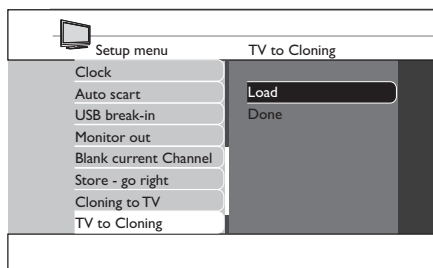 Setup menu
TV to Cloning
Clock
Auto scart
USB break-in
Monitor out
Blank current Channel
Store - go right
Cloning to TV
TV to Cloning
Load
Done